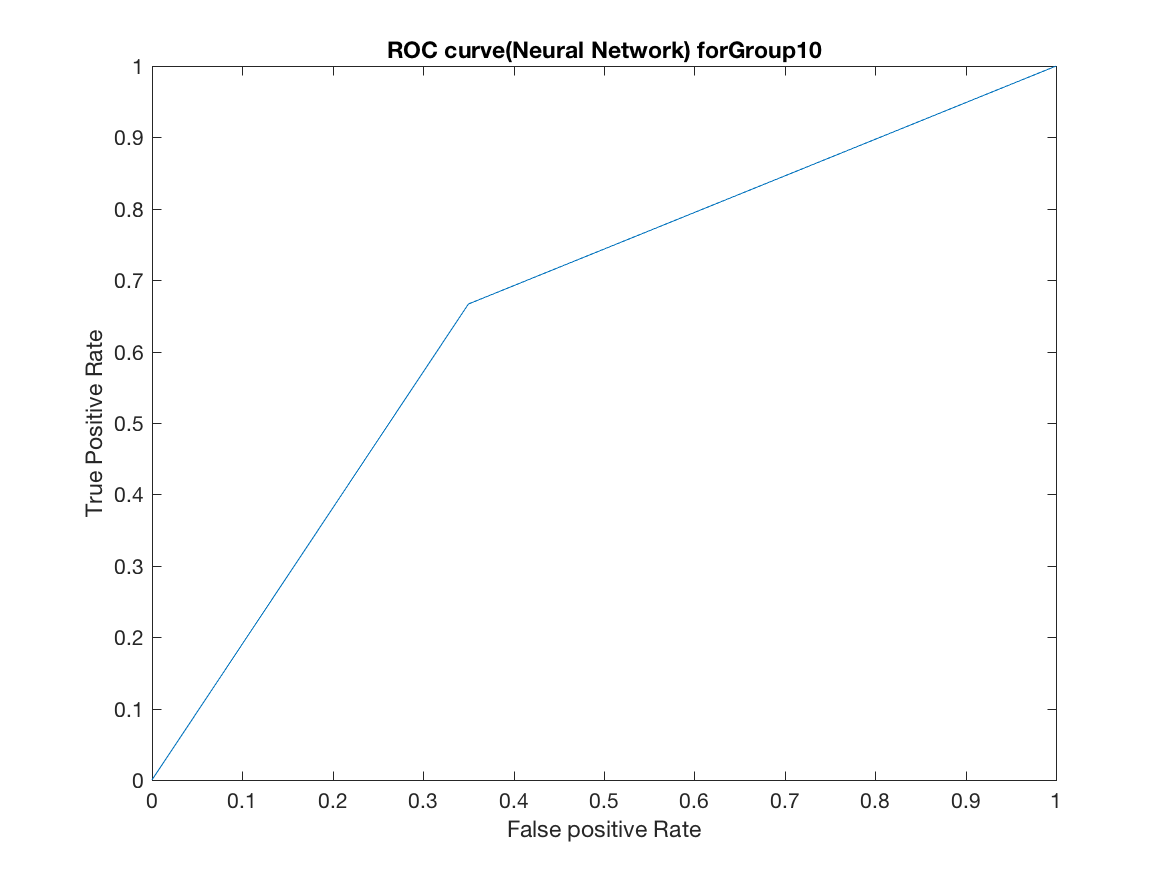 ROC curve(Neural Network) forGroup10
1
0.9
0.8
0.7
0.6
0.5
0.4
0.3
0.2
0.1
0
True Positive Rate
0 0.1 0.2 0.3 0.4 0.5 0.6 0.7 0.8 0.9 1
False positive Rate